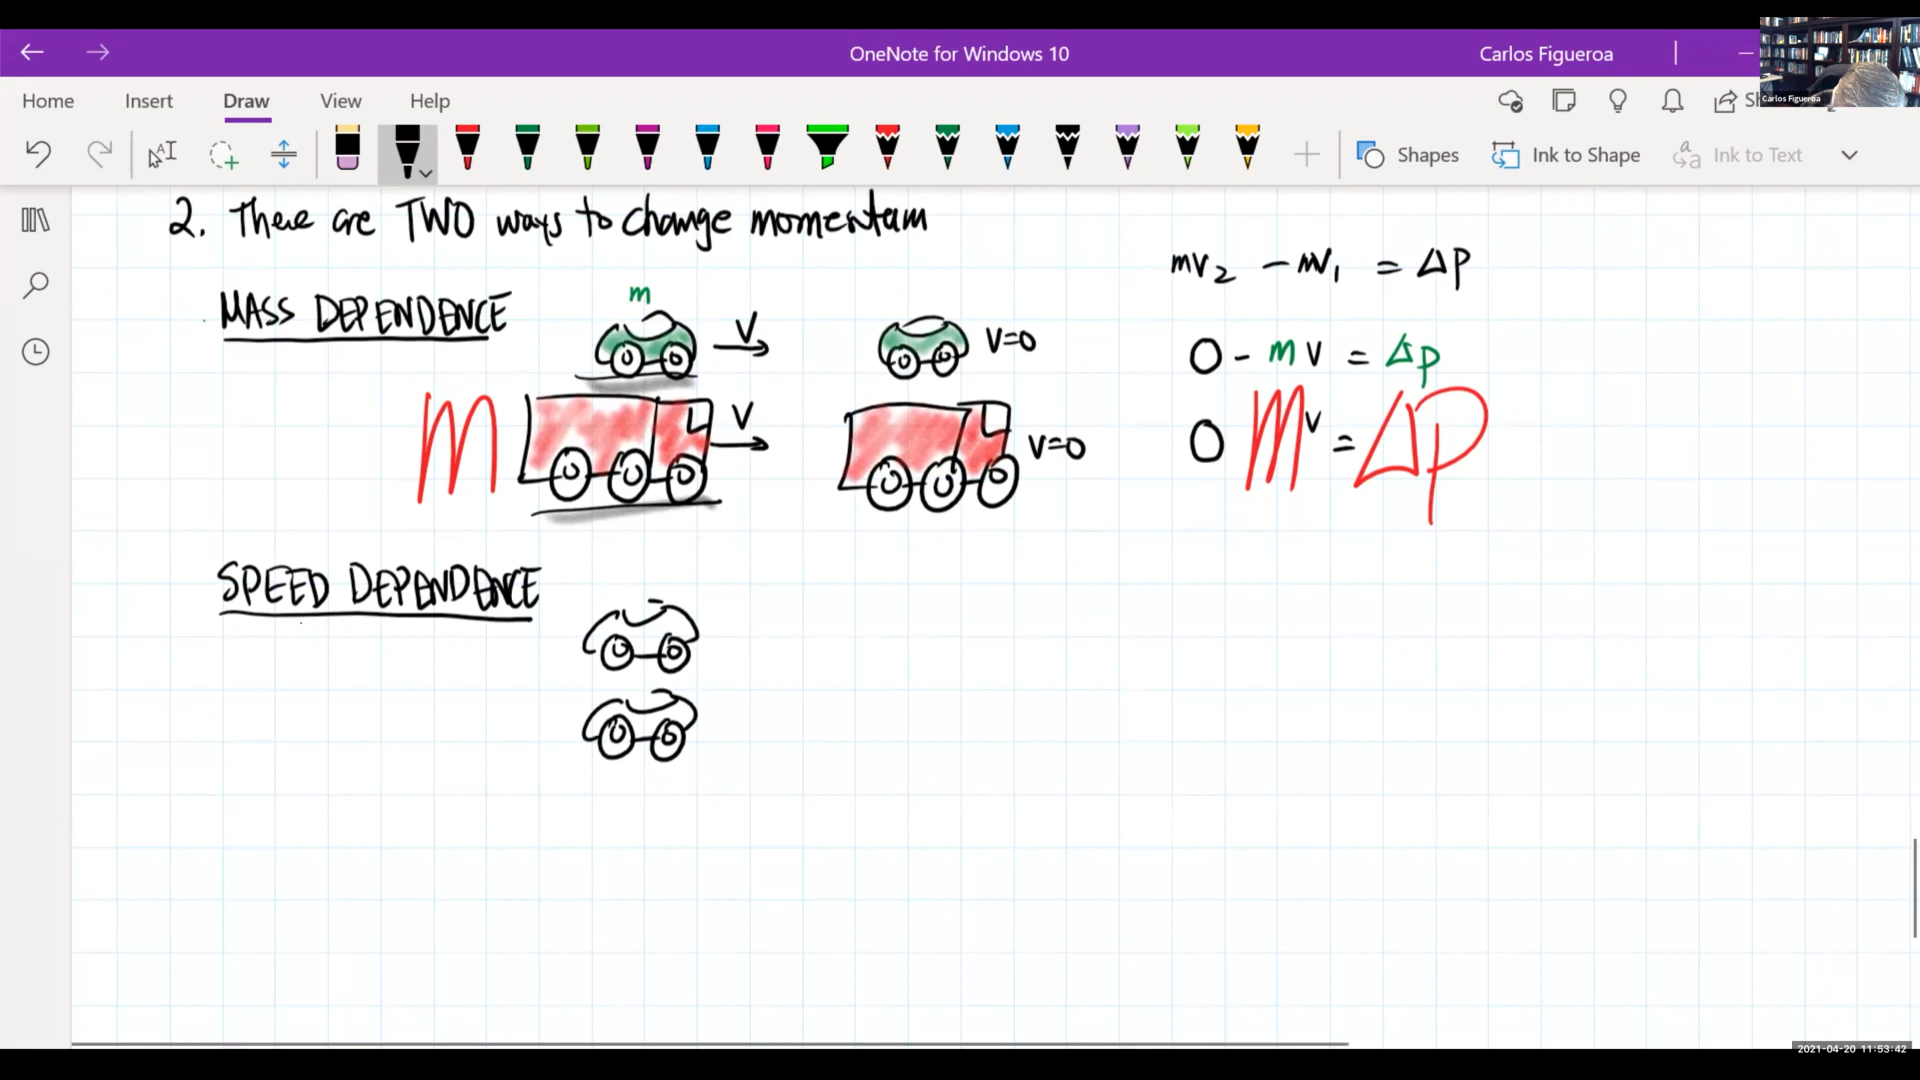 OneNote for Windows 10
Carlos Figueroa
Carlos Figueroa
Home Insert Draw View Help
Shapes Ink to Shape Ink to Text
2. There are TWO ways to change momentum
mv₂ - mv₁ = Δp
MASS DEPENDENCE
m
V
V=0
0 - mv = Δp
M
V
V=0
0 Mv = Δp
SPEED DEPENDENCE
2021-04-20 11:53:42